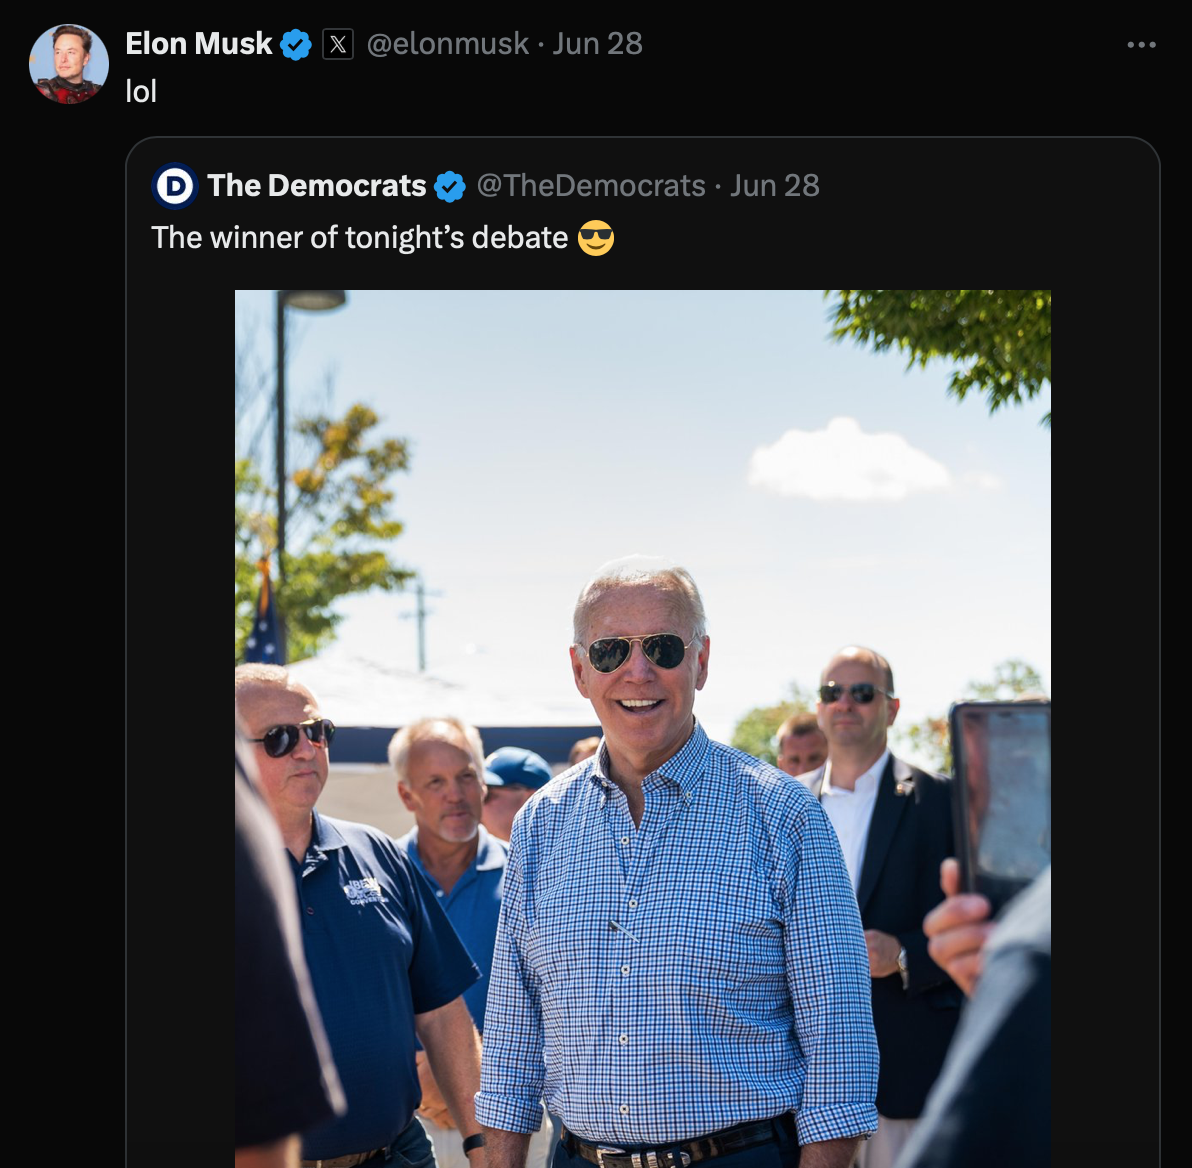 Elon Musk @elonmusk · Jun 28
lol
D The Democrats @TheDemocrats · Jun 28
The winner of tonight’s debate 😎